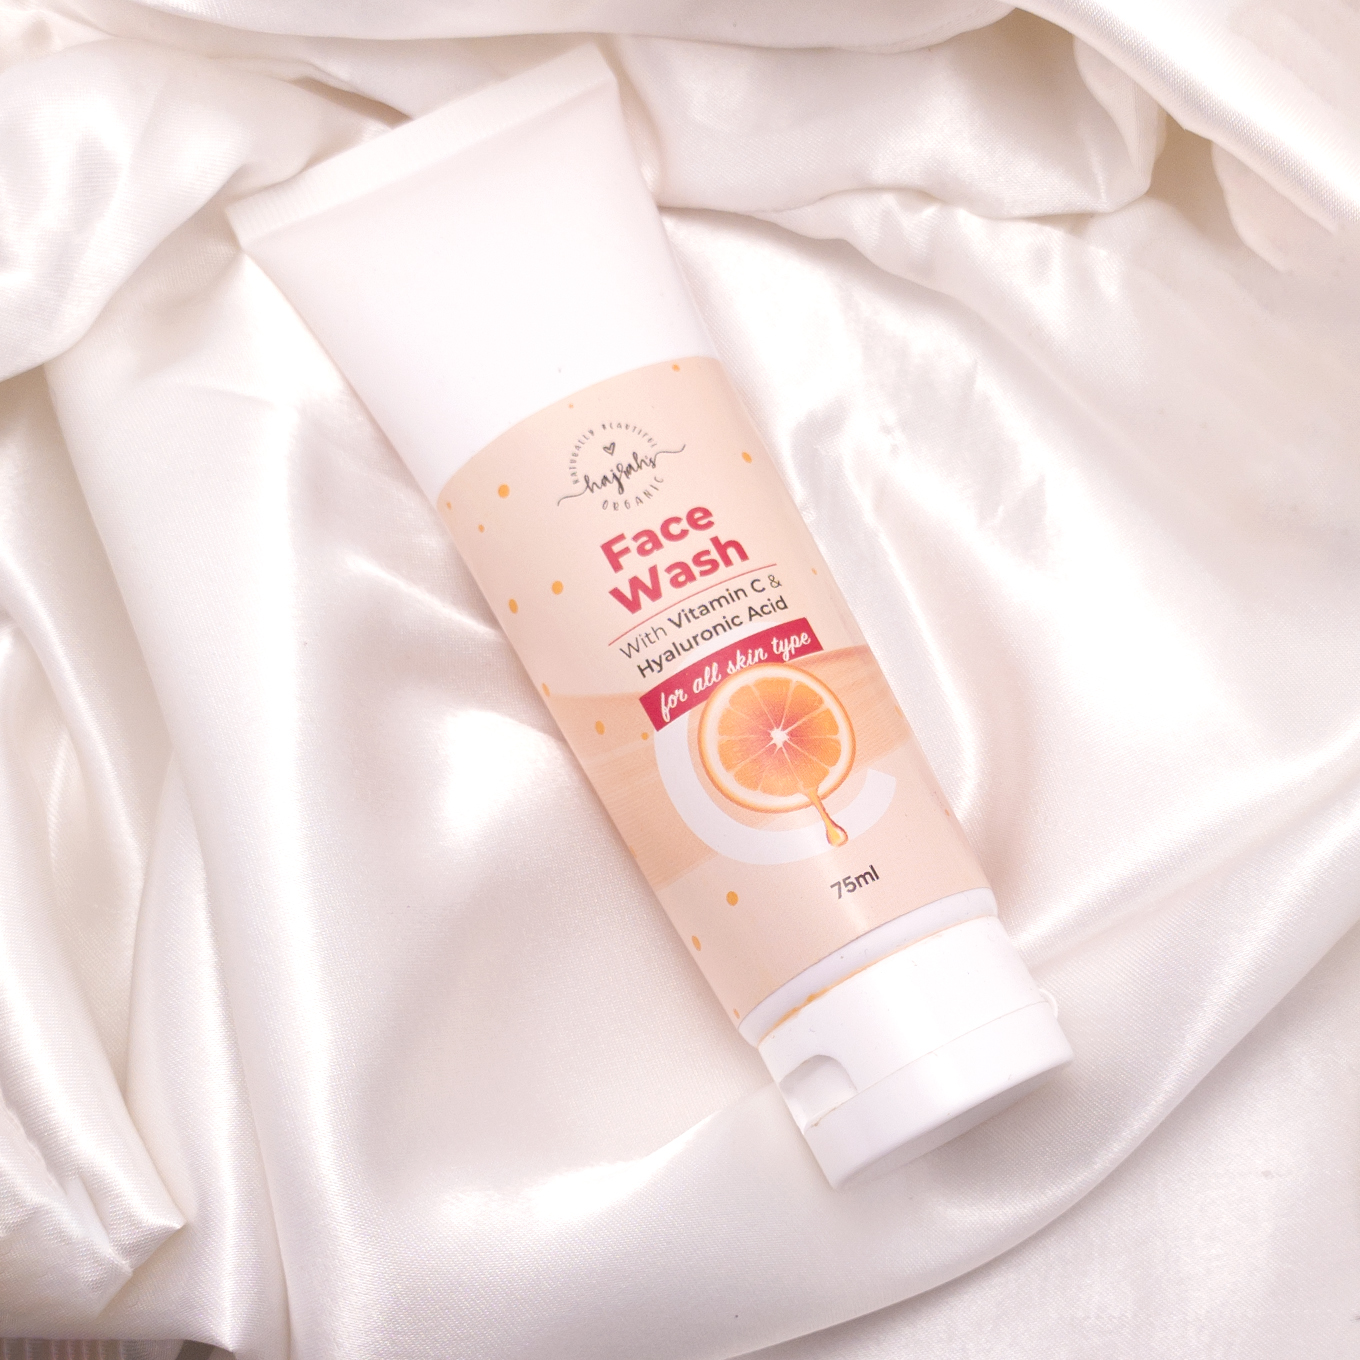 NATURALLY BEAUTIFUL
hajrah's
ORGANIC
Face
Wash
With Vitamin C &
Hyaluronic Acid
for all skin type
75ml